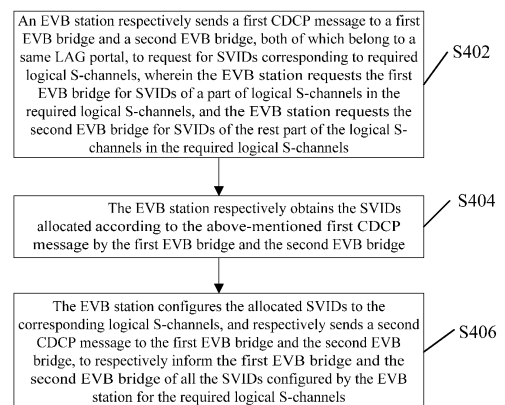 An EVB station respectively sends a first CDCP message to a first
EVB bridge and a second EVB bridge, both of which belong to a
same LAG portal, to request for SVIDs corresponding to required
logical S-channels, wherein the EVB station requests the first
EVB bridge for SVIDs of a part of logical S-channels in the
required logical S-channels, and the EVB station requests the
second EVB bridge for SVIDs of the rest part of the logical S-
channels in the required logical S-channels
S402
The EVB station respectively obtains the SVIDs
allocated according to the above-mentioned first CDCP
message by the first EVB bridge and the second EVB bridge
S404
The EVB station configures the allocated SVIDs to the
corresponding logical S-channels, and respectively sends a second
CDCP message to the first EVB bridge and the second EVB
bridge, to respectively inform the first EVB bridge and the
second EVB bridge of all the SVIDs configured by the EVB
station for the required logical S-channels
S406